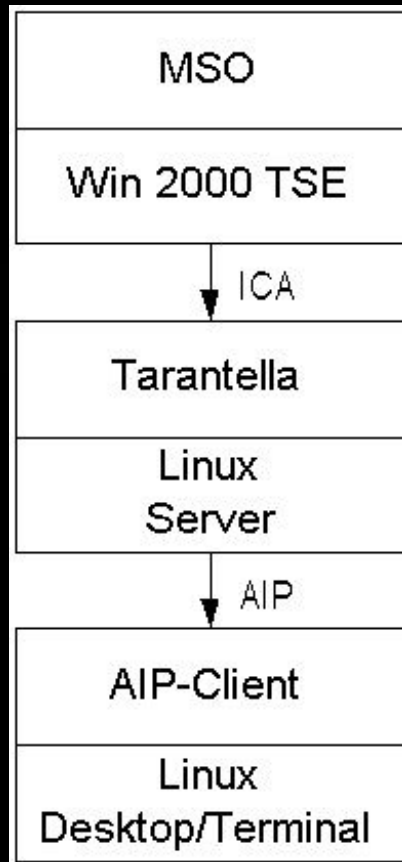 MSO
Win 2000 TSE
ICA
Tarantella
Linux
Server
AIP
AIP-Client
Linux
Desktop/Terminal